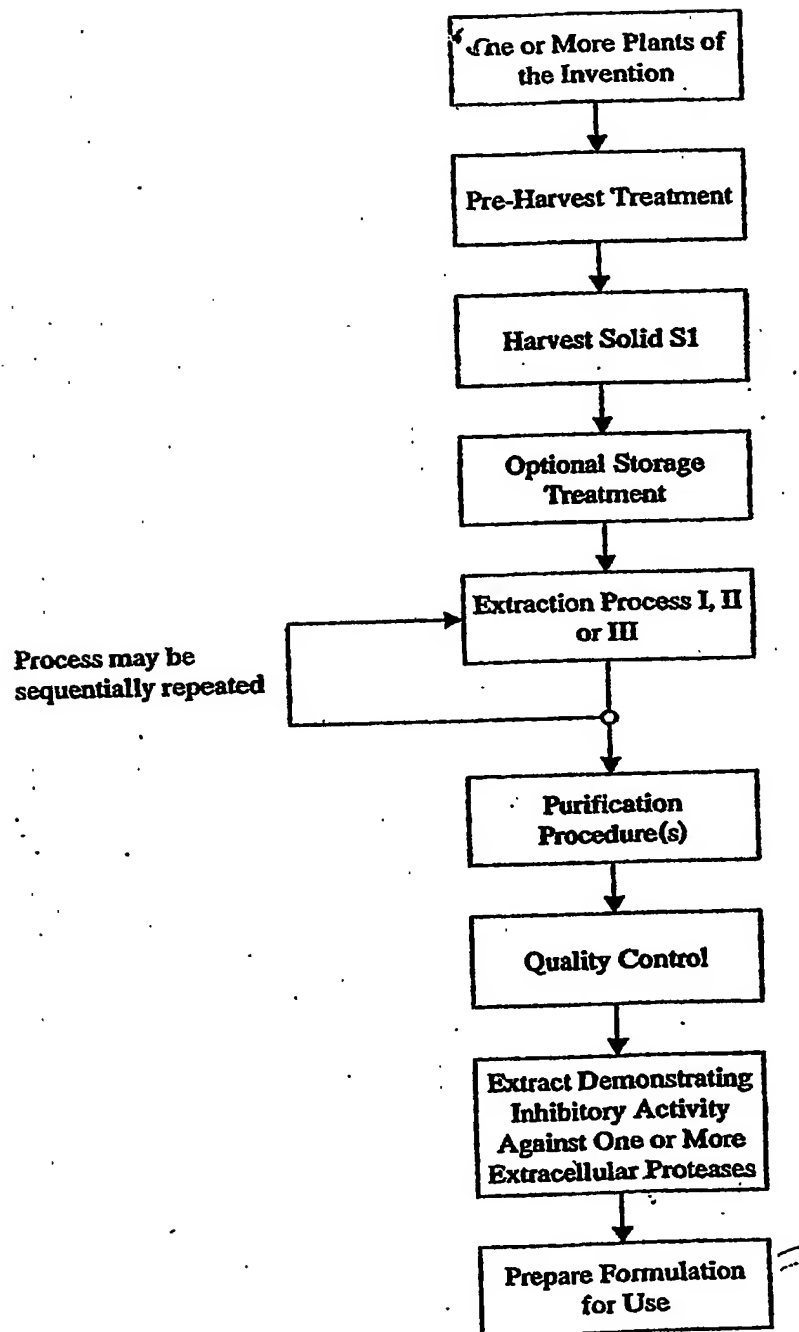 One or More Plants of
the Invention
Pre-Harvest Treatment
Harvest Solid S1
Optional Storage
Treatment
Extraction Process I, II
or III
Process may be
sequentially repeated
Purification
Procedure(s)
Quality Control
Extract Demonstrating
Inhibitory Activity
Against One or More
Extracellular Proteases
Prepare Formulation
for Use